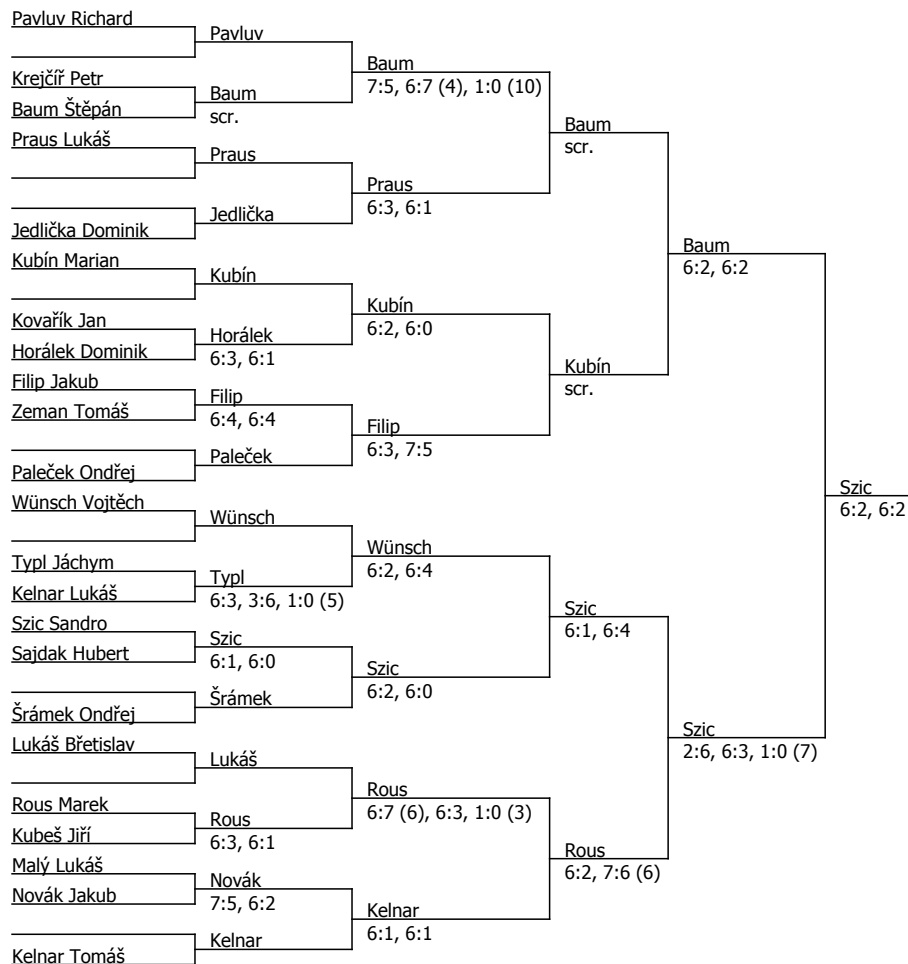 Pavluv Richard
Krejčíř Petr
Baum Štěpán
Praus Lukáš
Jedlička Dominik
Kubín Marian
Kovařík Jan
Horálek Dominik
Filip Jakub
Zeman Tomáš
Paleček Ondřej
Wünsch Vojtěch
Typl Jáchym
Kelnar Lukáš
Szic Sandro
Sajdak Hubert
Šrámek Ondřej
Lukáš Břetislav
Rous Marek
Kubeš Jiří
Malý Lukáš
Novák Jakub
Kelnar Tomáš
Pavluv
Baum
scr.
Praus
Jedlička
Kubín
Horálek
6:3, 6:1
Filip
6:4, 6:4
Paleček
Wünsch
Typl
6:3, 3:6, 1:0 (5)
Szic
6:1, 6:0
Šrámek
Lukáš
Rous
6:3, 6:1
Novák
7:5, 6:2
Kelnar
Baum
7:5, 6:7 (4), 1:0 (10)
Praus
6:3, 6:1
Kubín
6:2, 6:0
Filip
6:3, 7:5
Wünsch
6:2, 6:4
Szic
6:2, 6:0
Rous
6:7 (6), 6:3, 1:0 (3)
Kelnar
6:1, 6:1
Baum
scr.
Kubín
scr.
Szic
6:1, 6:4
Rous
6:2, 7:6 (6)
Baum
6:2, 6:2
Szic
2:6, 6:3, 1:0 (7)
Szic
6:2, 6:2